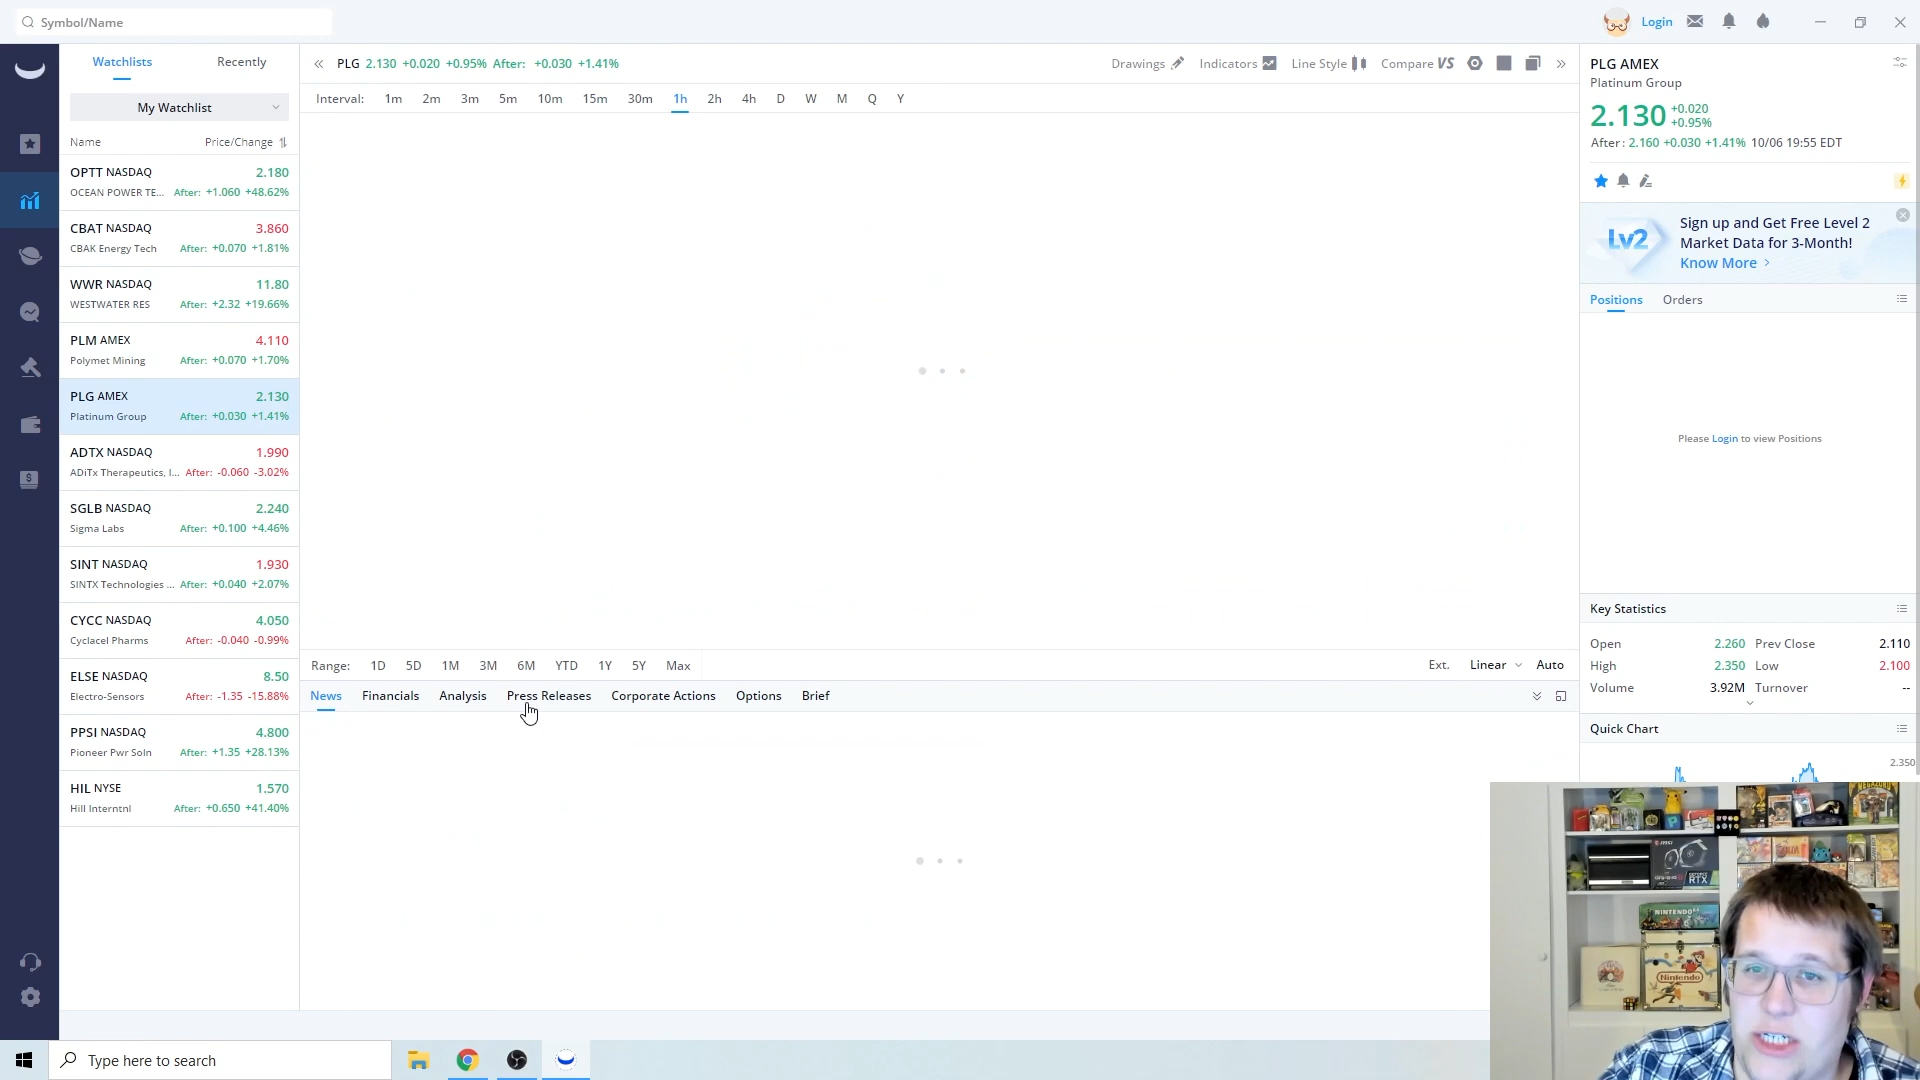 Symbol/Name
Login
Watchlists Recently
My Watchlist
Name Price/Change
OPTT NASDAQ 2.180
OCEAN POWER TE... After: +1.060 +48.62%
CBAT NASDAQ 3.860
CBAK Energy Tech After: +0.070 +1.81%
WWR NASDAQ 11.80
WESTWATER RES After: +2.32 +19.66%
PLM AMEX 4.110
Polymet Mining After: +0.070 +1.70%
PLG AMEX 2.130
Platinum Group After: +0.030 +1.41%
ADTX NASDAQ 1.990
ADiTx Therapeutics, I... After: -0.060 -3.02%
SGLB NASDAQ 2.240
Sigma Labs After: +0.100 +4.46%
SINT NASDAQ 1.930
SINTX Technologies ... After: +0.040 +2.07%
CYCC NASDAQ 4.050
Cyclacel Pharms After: -0.040 -0.99%
ELSE NASDAQ 8.50
Electro-Sensors After: -1.35 -15.88%
PPSI NASDAQ 4.800
Pioneer Pwr Soln After: +1.35 +28.13%
HIL NYSE 1.570
Hill Interntnl After: +0.650 +41.40%
PLG 2.130 +0.020 +0.95% After: +0.030 +1.41%
Drawings Indicators Line Style Compare VS
Interval: 1m 2m 3m 5m 10m 15m 30m 1h 2h 4h D W M Q Y
Range: 1D 5D 1M 3M 6M YTD 1Y 5Y Max
Ext. Linear Auto
News Financials Analysis Press Releases Corporate Actions Options Brief
PLG AMEX
Platinum Group
2.130 +0.020
+0.95%
After: 2.160 +0.030 +1.41% 10/06 19:55 EDT
Lv2
Sign up and Get Free Level 2
Market Data for 3-Month!
Know More >
Positions Orders
Please Login to view Positions
Key Statistics
Open 2.260 Prev Close 2.110
High 2.350 Low 2.100
Volume 3.92M Turnover --
Quick Chart
2.350
RTX
NINTENDO
Nintendo
Type here to search